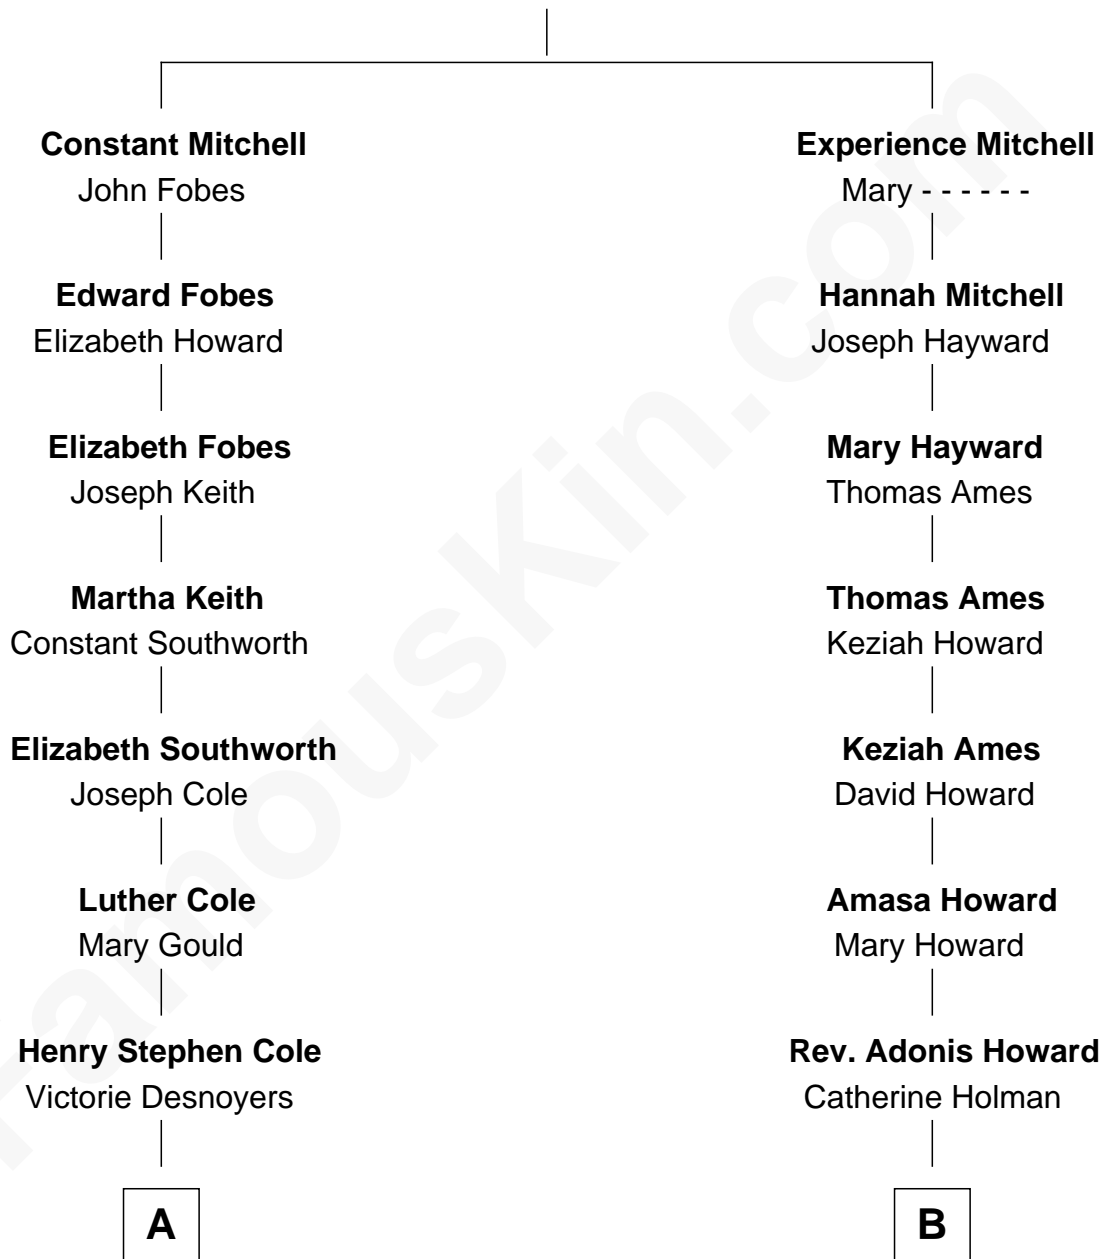 Constant Mitchell
John Fobes
Experience Mitchell
Mary - - - - - -
Edward Fobes
Elizabeth Howard
Hannah Mitchell
Joseph Hayward
Elizabeth Fobes
Joseph Keith
Mary Hayward
Thomas Ames
Martha Keith
Constant Southworth
Thomas Ames
Keziah Howard
Elizabeth Southworth
Joseph Cole
Keziah Ames
David Howard
Luther Cole
Mary Gould
Amasa Howard
Mary Howard
Henry Stephen Cole
Victorie Desnoyers
Rev. Adonis Howard
Catherine Holman
A
B
FamousKin.com